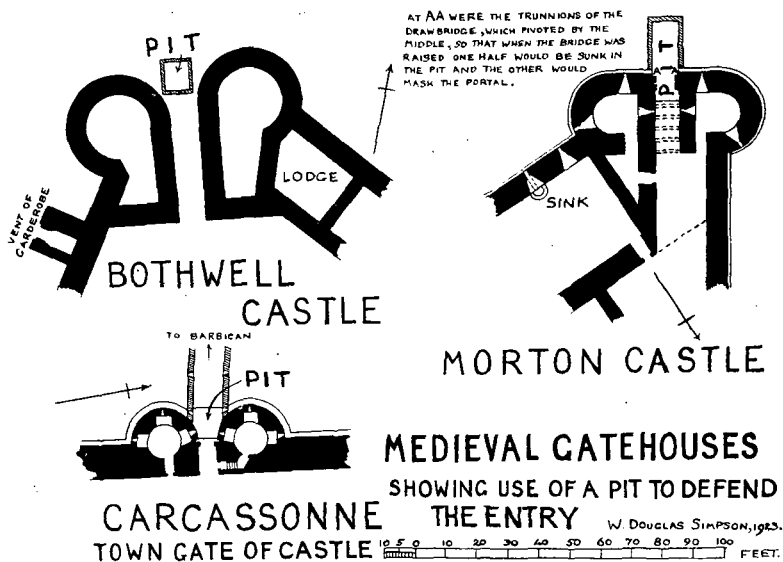 PIT
AT AA WERE THE TRUNNIONS OF THE
DRAWBRIDGE, WHICH PIVOTED BY THE
MIDDLE, SO THAT WHEN THE BRIDGE WAS
RAISED ONE HALF WOULD BE SUNK IN
THE PIT AND THE OTHER WOULD
MASK THE PORTAL.
PIT
LODGE
VENT OF
GARDEROBE
SINK
BOTHWELL
CASTLE
MORTON CASTLE
TO BARBICAN
PIT
CARCASSONNE
TOWN GATE OF CASTLE
MEDIEVAL GATEHOUSES
SHOWING USE OF A PIT TO DEFEND
THE ENTRY
W. DOUGLAS SIMPSON, 1923.
10 5 0 10 20 30 40 50 60 70 80 90 100
FEET.